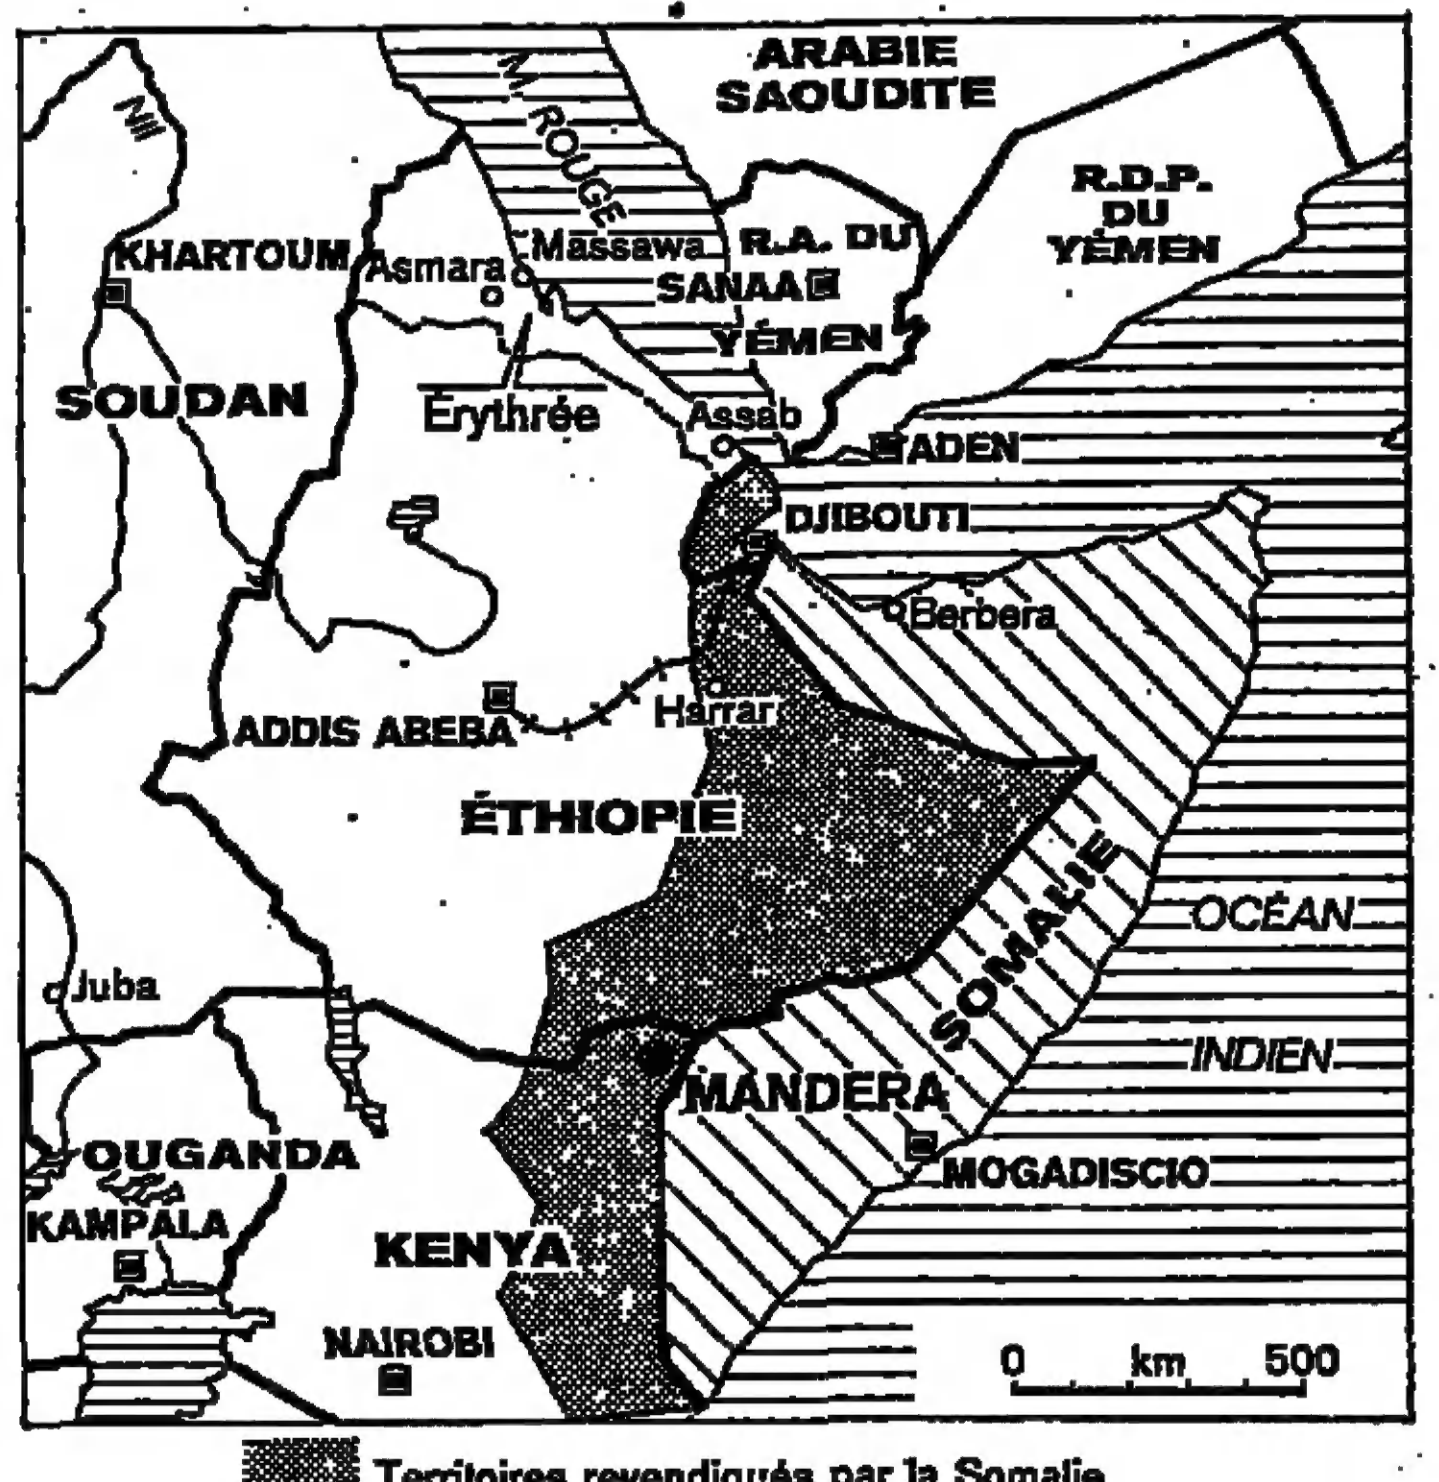 ARABIE
SAOUDITE
M. ROUGE
Nil
R.D.P.
DU
YÉMEN
KHARTOUM
Asmara
Massawa
R.A. DU
SANAA
YÉMEN
SOUDAN
Érythrée
Assab
ADEN
DJIBOUTI
Berbera
Harrar
ADDIS ABEBA
ÉTHIOPIE
SOMALIE
OCÉAN
INDIEN
Juba
MANDERA
OUGANDA
MOGADISCIO
KAMPALA
KENYA
NAIROBI
0 km 500
Territoires revendiqués par la Somalie